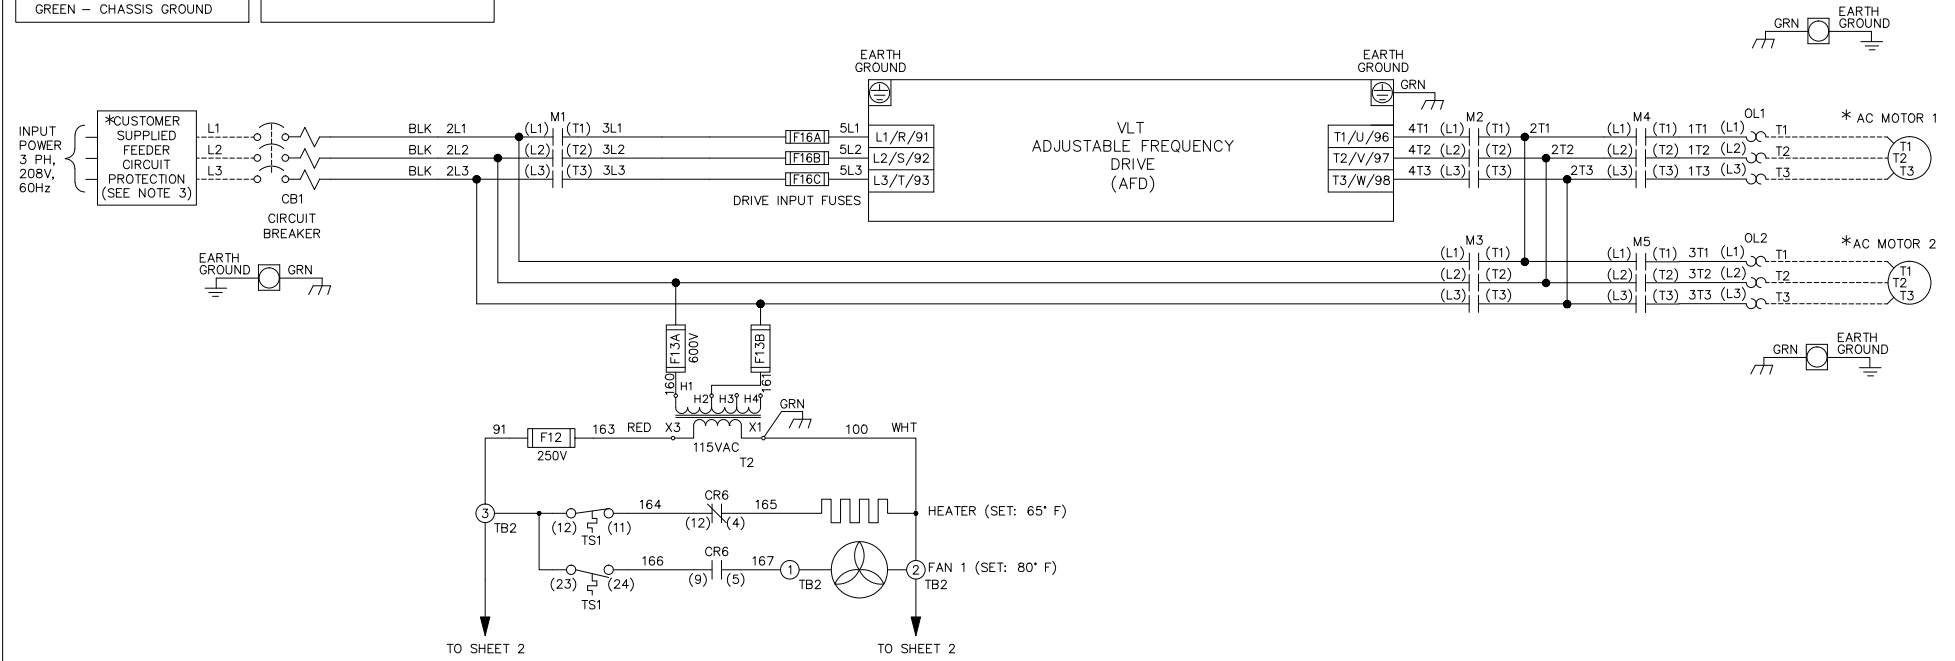 GREEN – CHASSIS GROUND
GRN
EARTH
GROUND
INPUT
POWER
3 PH,
208V,
60Hz
*CUSTOMER
SUPPLIED
FEEDER
CIRCUIT
PROTECTION
(SEE NOTE 3)
L1
L2
L3
CB1
CIRCUIT
BREAKER
EARTH
GROUND
GRN
BLK 2L1
BLK 2L2
BLK 2L3
M1
(L1) (T1) 3L1
(L2) (T2) 3L2
(L3) (T3) 3L3
F16A 5L1
F16B 5L2
F16C 5L3
DRIVE INPUT FUSES
EARTH
GROUND
L1/R/91
L2/S/92
L3/T/93
VLT
ADJUSTABLE FREQUENCY
DRIVE
(AFD)
EARTH
GROUND
GRN
T1/U/96
T2/V/97
T3/W/98
M2
4T1 (L1) (T1) 2T1
4T2 (L2) (T2) 2T2
4T3 (L3) (T3) 2T3
M4
OL1
(L1) (T1) 1T1 (L1) T1
(L2) (T2) 1T2 (L2) T2
(L3) (T3) 1T3 (L3) T3
* AC MOTOR 1
T1
T2
T3
M3
(L1) (T1)
(L2) (T2)
(L3) (T3)
M5
OL2
(L1) (T1) 3T1 (L1) T1
(L2) (T2) 3T2 (L2) T2
(L3) (T3) 3T3 (L3) T3
*AC MOTOR 2
T1
T2
T3
GRN
EARTH
GROUND
F13A
600V
F13B
160
161
H1
H2 H3 H4
GRN
91
F12
250V
163 RED X3
115VAC
X1
T2
100 WHT
3
TB2
(12) (11)
TS1
164
CR6
(12) (4)
165
HEATER (SET: 65° F)
(23) (24)
TS1
166
CR6
(9) (5)
167
1
TB2
2
TB2
FAN 1 (SET: 80° F)
TO SHEET 2
TO SHEET 2